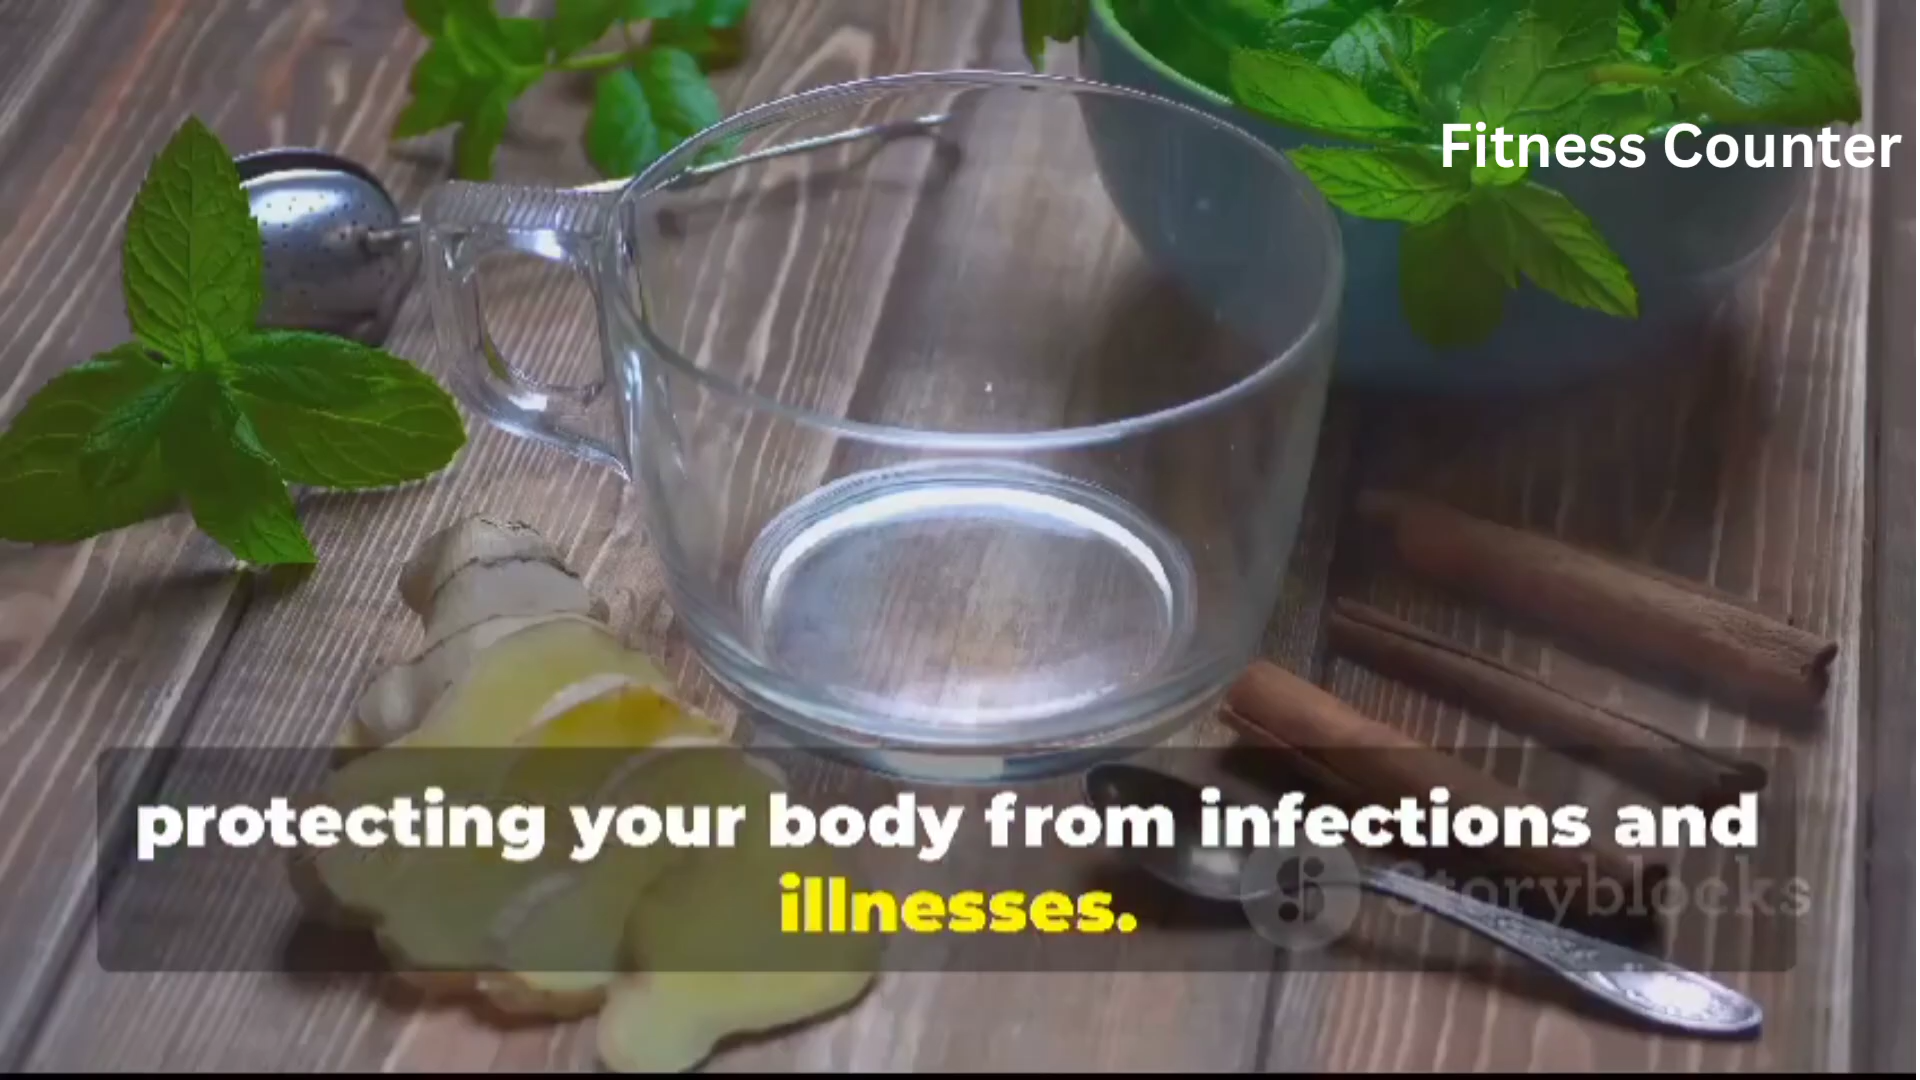 Fitness Counter
protecting your body from infections and
illnesses.
Storyblocks